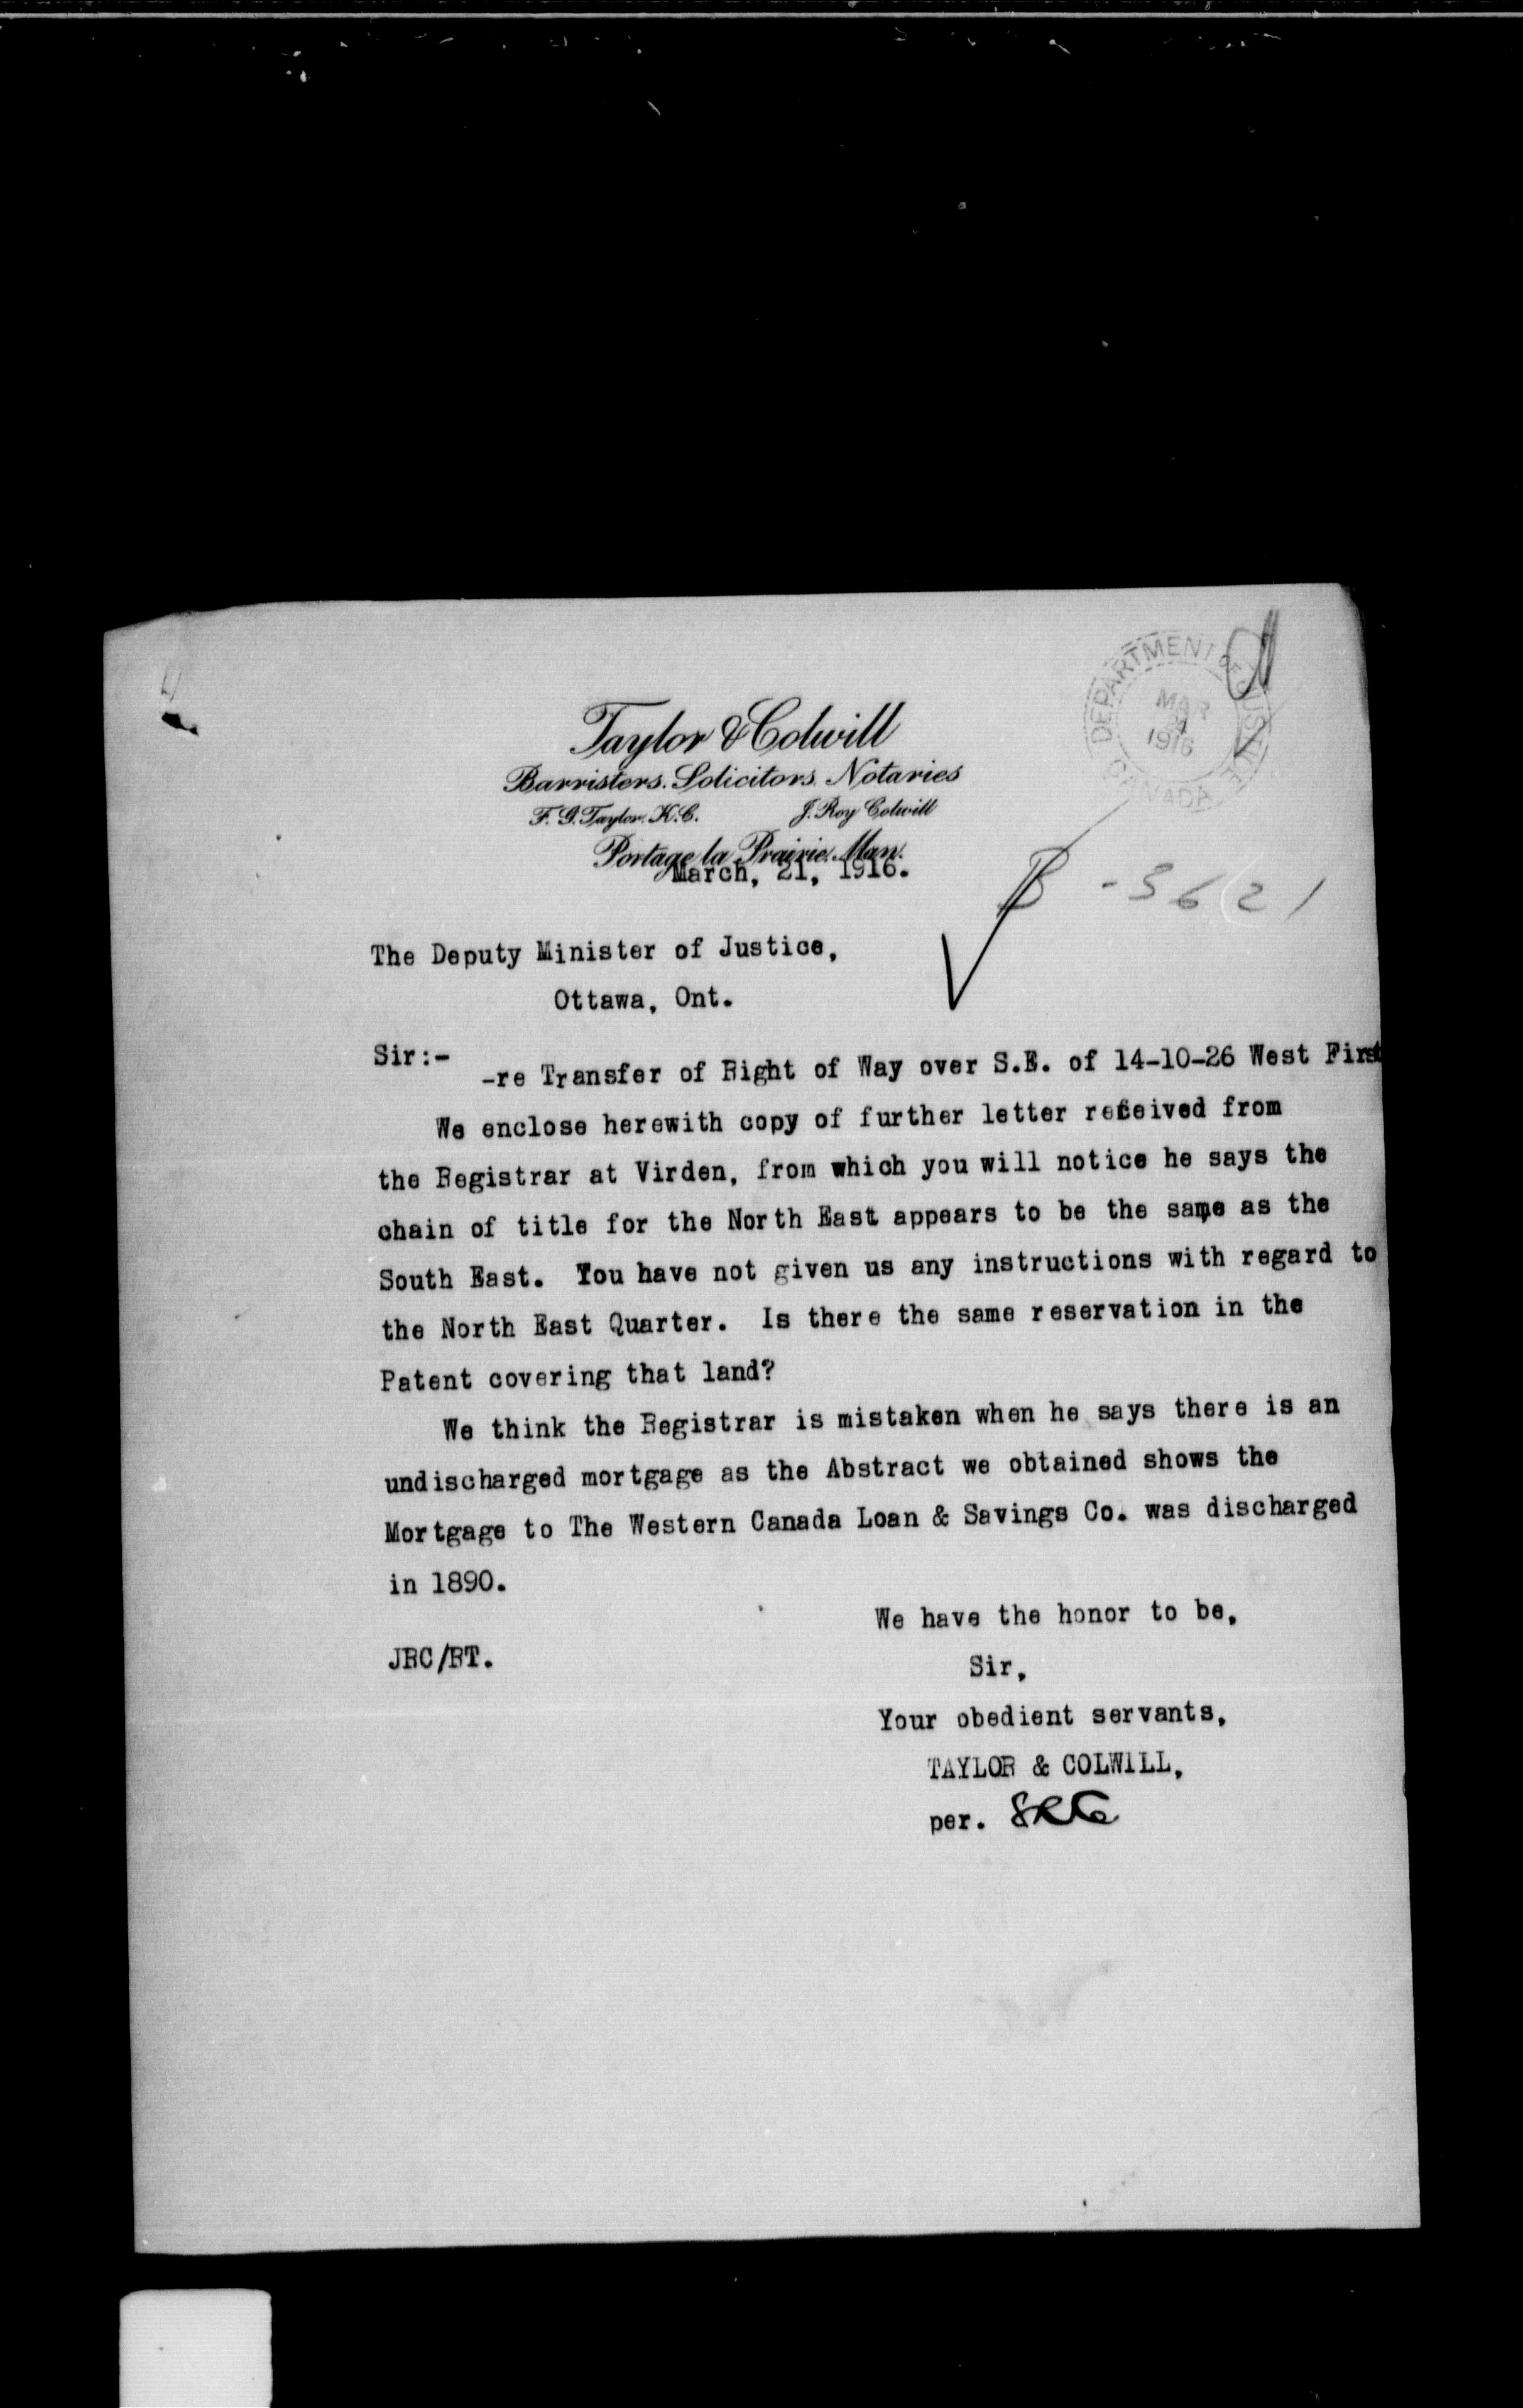 DEPARTMENT OF JUSTICE
MAR
24
1916
CANADA
Taylor & Colwill
Barristers. Solicitors. Notaries
F. G. Taylor. K.C. J. Roy Colwill
Portage la Prairie. Man.
March, 21, 1916.
- 3621
The Deputy Minister of Justice,
Ottawa, Ont.
Sir:-
-re Transfer of Right of Way over S.E. of 14-10-26 West First
We enclose herewith copy of further letter received from
the Registrar at Virden, from which you will notice he says the
chain of title for the North East appears to be the same as the
South East. You have not given us any instructions with regard to
the North East Quarter. Is there the same reservation in the
Patent covering that land?
We think the Registrar is mistaken when he says there is an
undischarged mortgage as the Abstract we obtained shows the
Mortgage to The Western Canada Loan & Savings Co. was discharged
in 1890.
We have the honor to be,
JRC/RT.
Sir,
Your obedient servants,
TAYLOR & COLWILL,
per. JRC